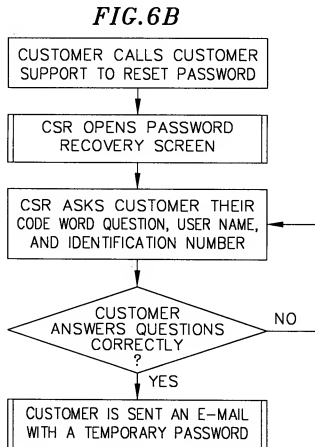 FIG.6B
CUSTOMER CALLS CUSTOMER
SUPPORT TO RESET PASSWORD
CSR OPENS PASSWORD
RECOVERY SCREEN
CSR ASKS CUSTOMER THEIR
CODE WORD QUESTION, USER NAME,
AND IDENTIFICATION NUMBER
CUSTOMER
ANSWERS QUESTIONS
CORRECTLY
?
NO
YES
CUSTOMER IS SENT AN E-MAIL
WITH A TEMPORARY PASSWORD